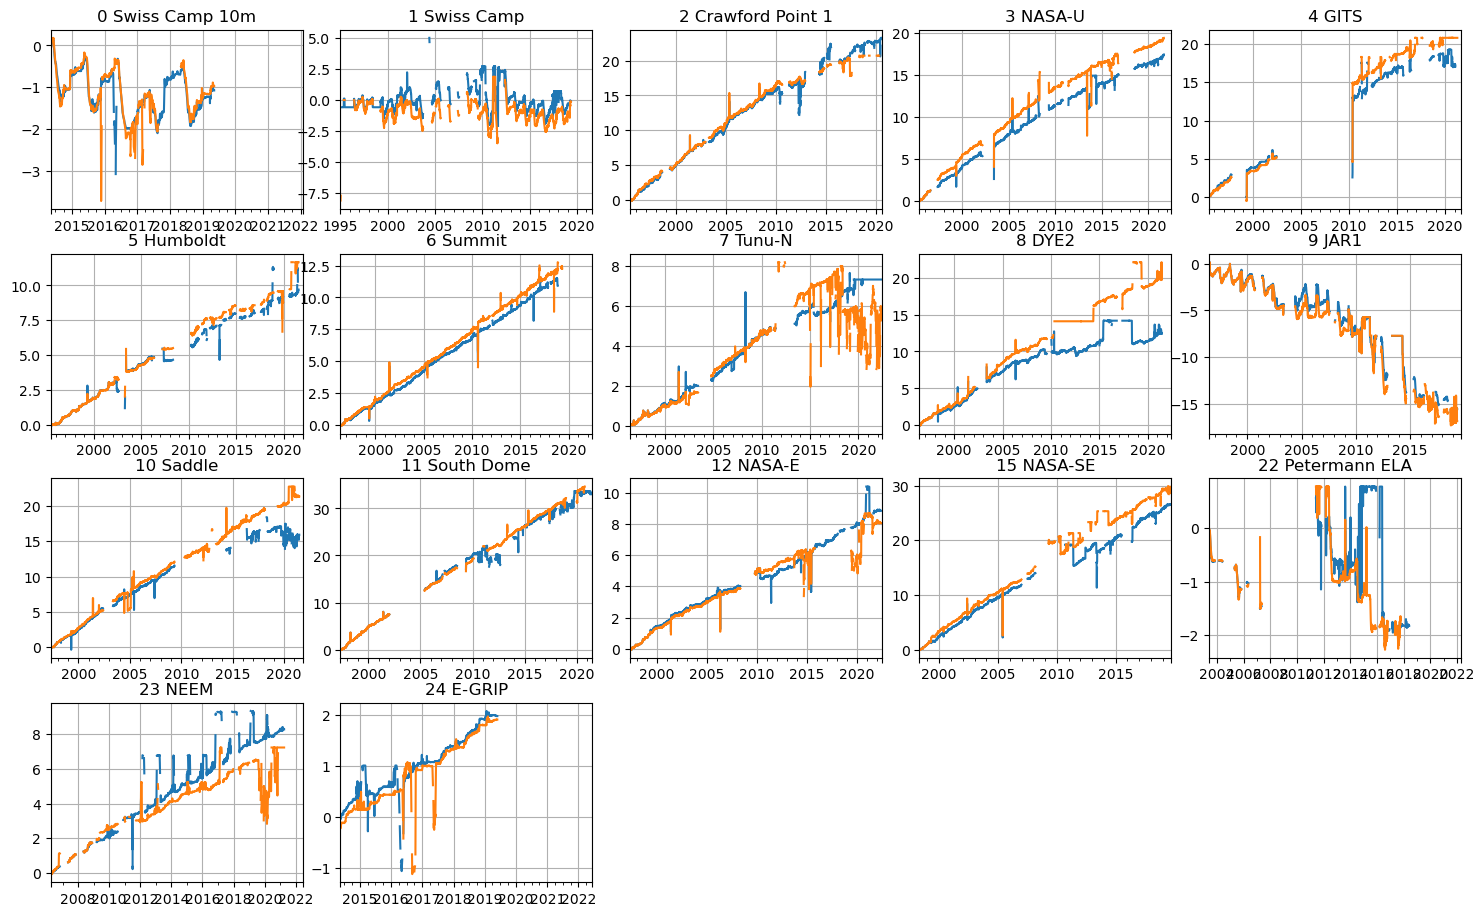 0 Swiss Camp 10m
0
−1
−2
−3
2015 2016 2017 2018 2019 2020 2021 2022
1 Swiss Camp
5.0
2.5
0.0
−2.5
−5.0
−7.5
1995 2000 2005 2010 2015 2020
2 Crawford Point 1
20
15
10
5
0
2000 2005 2010 2015 2020
3 NASA-U
20
15
10
5
0
2000 2005 2010 2015 2020
4 GITS
20
15
10
5
0
2000 2005 2010 2015 2020
5 Humboldt
10.0
7.5
5.0
2.5
0.0
2000 2005 2010 2015 2020
6 Summit
12.5
10.0
7.5
5.0
2.5
0.0
2000 2005 2010 2015 2020
7 Tunu-N
8
6
4
2
0
2000 2005 2010 2015 2020
8 DYE2
20
15
10
5
0
2000 2005 2010 2015 2020
9 JAR1
0
−5
−10
−15
2000 2005 2010 2015
10 Saddle
20
15
10
5
0
2000 2005 2010 2015 2020
11 South Dome
30
20
10
0
2000 2005 2010 2015 2020
12 NASA-E
10
8
6
4
2
0
2000 2005 2010 2015 2020
15 NASA-SE
30
20
10
0
2000 2005 2010 2015
22 Petermann ELA
0
−1
−2
2004 2006 2008 2010 2012 2014 2016 2018 2020 2022
23 NEEM
8
6
4
2
0
2008 2010 2012 2014 2016 2018 2020 2022
24 E-GRIP
2
1
0
−1
2015 2016 2017 2018 2019 2020 2021 2022